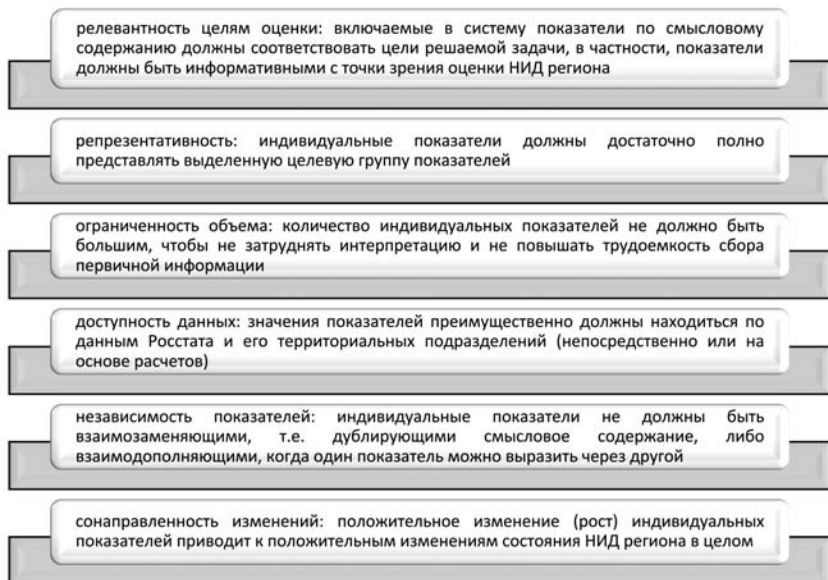 релевантность целям оценки: включаемые в систему показатели по смысловому
содержанию должны соответствовать цели решаемой задачи, в частности, показатели
должны быть информативными с точки зрения оценки НИД региона
репрезентативность: индивидуальные показатели должны достаточно полно
представлять выделенную целевую группу показателей
ограниченность объема: количество индивидуальных показателей не должно быть
большим, чтобы не затруднять интерпретацию и не повышать трудоемкость сбора
первичной информации
доступность данных: значения показателей преимущественно должны находиться по
данным Росстата и его территориальных подразделений (непосредственно или на
основе расчетов)
независимость показателей: индивидуальные показатели не должны быть
взаимозаменяющими, т.е. дублирующими смысловое содержание, либо
взаимодополняющими, когда один показатель можно выразить через другой
сонаправленность изменений: положительное изменение (рост) индивидуальных
показателей приводит к положительным изменениям состояния НИД региона в целом